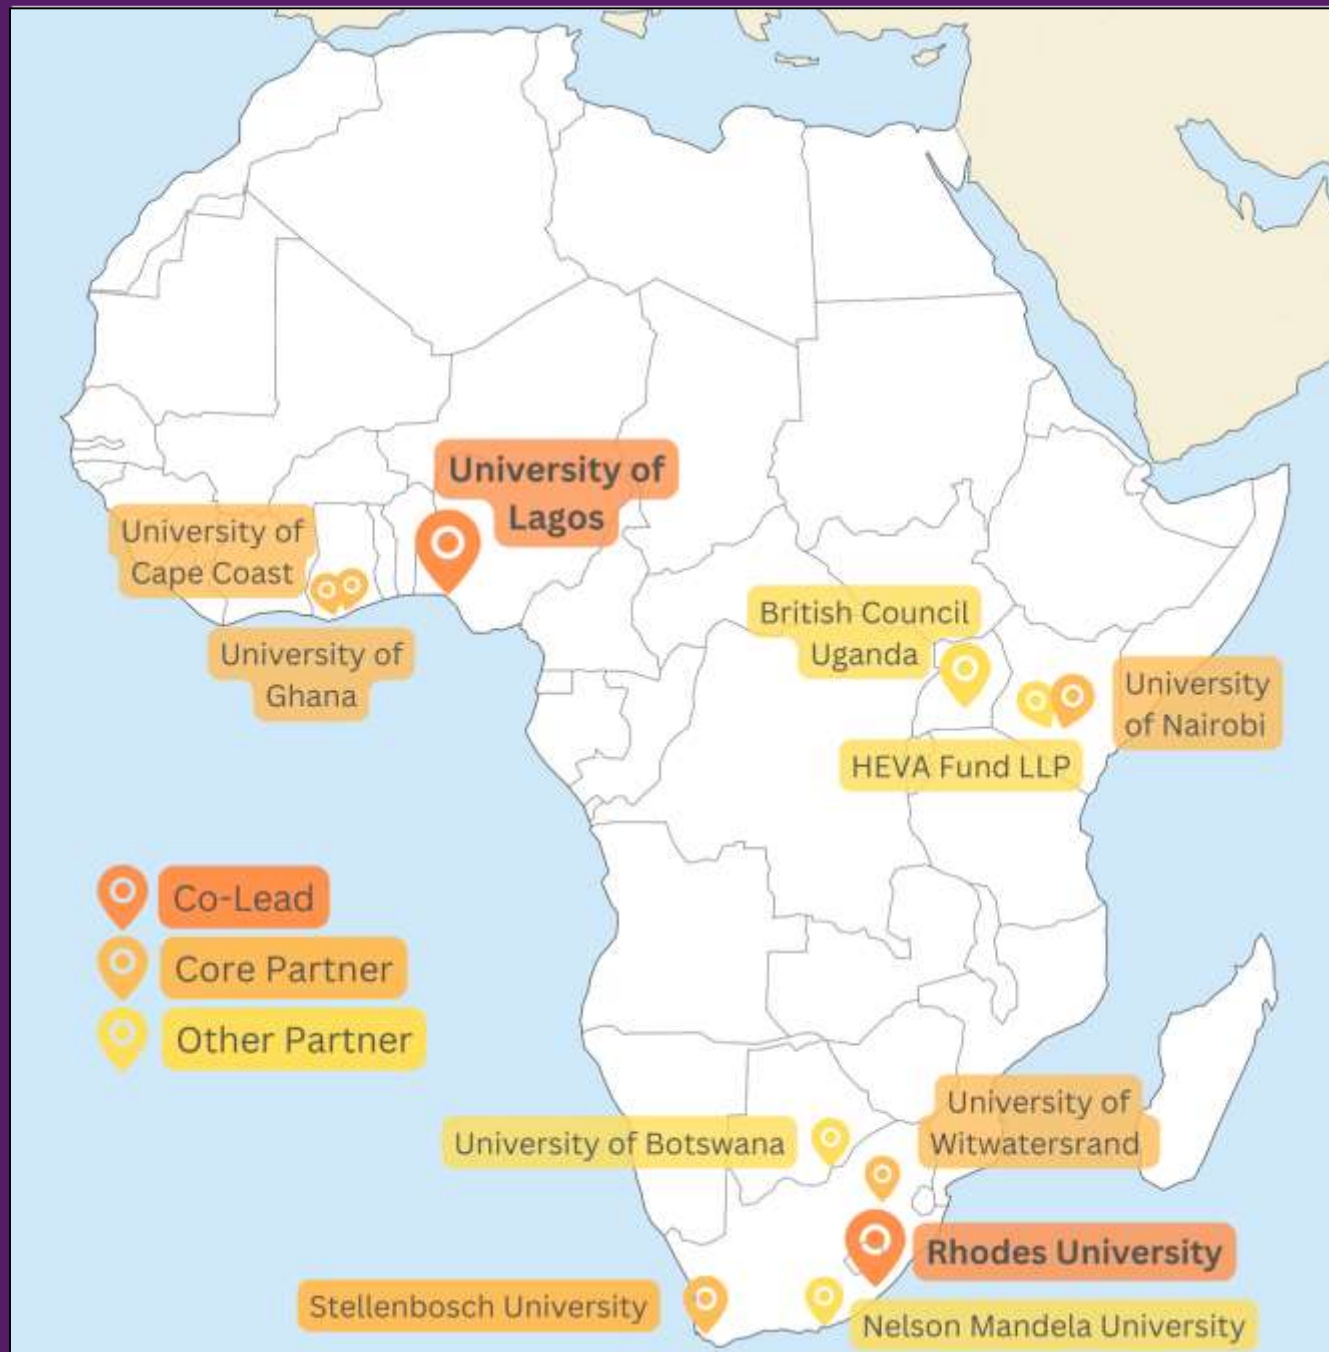 University of
Lagos
University of
Cape Coast
University of
Ghana
British Council
Uganda
University
of Nairobi
HEVA Fund LLP
Co-Lead
Core Partner
Other Partner
University of
Witwatersrand
University of Botswana
Rhodes University
Stellenbosch University
Nelson Mandela University